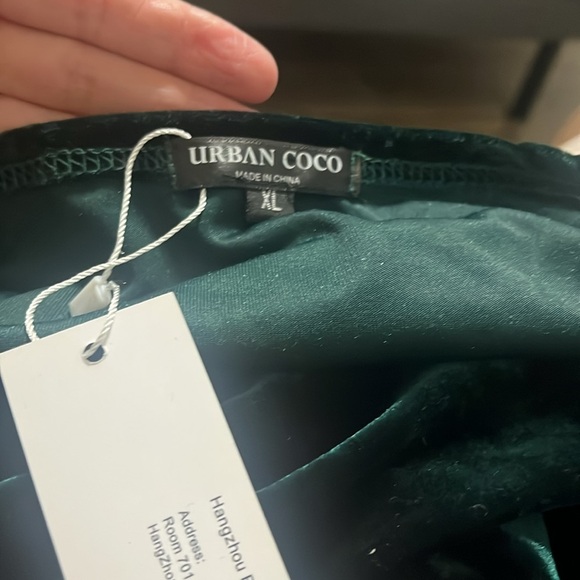 URBAN COCO
MADE IN CHINA
XL
Hangzhou
Address:
Room 701
HangZho